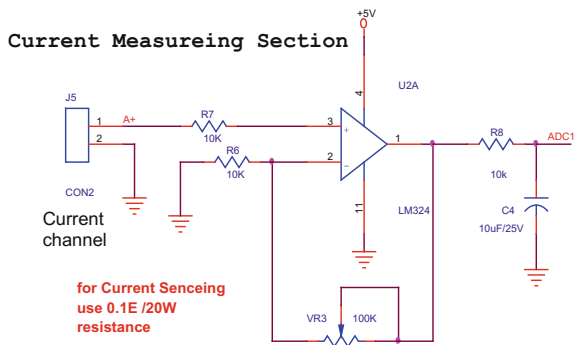 +5V
Current Measureing Section
U2A
J5
4
A+
R7
1
3
10K
+
1
R8
ADC1
2
R6
2
-
10K
10k
CON2
11
LM324
C4
10uF/25V
Current
channel
for Current Senceing
use 0.1E /20W
resistance
VR3
100K